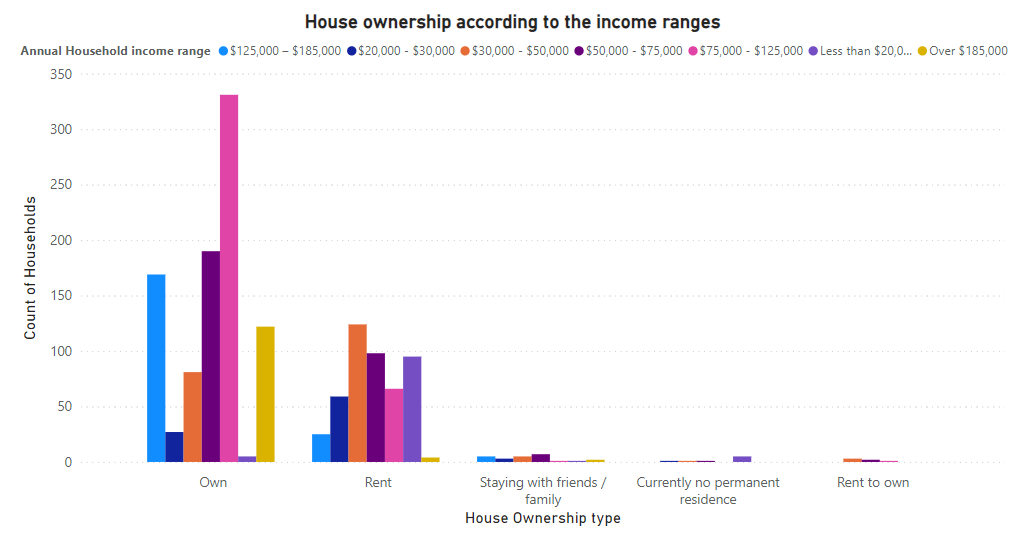 House ownership according to the income ranges
Annual Household income range $125,000 – $185,000 $20,000 - $30,000 $30,000 - $50,000 $50,000 - $75,000 $75,000 - $125,000 Less than $20,0... Over $185,000
350
300
250
200
150
100
50
0
Count of Households
Own Rent Staying with friends / Currently no permanent Rent to own
family residence
House Ownership type